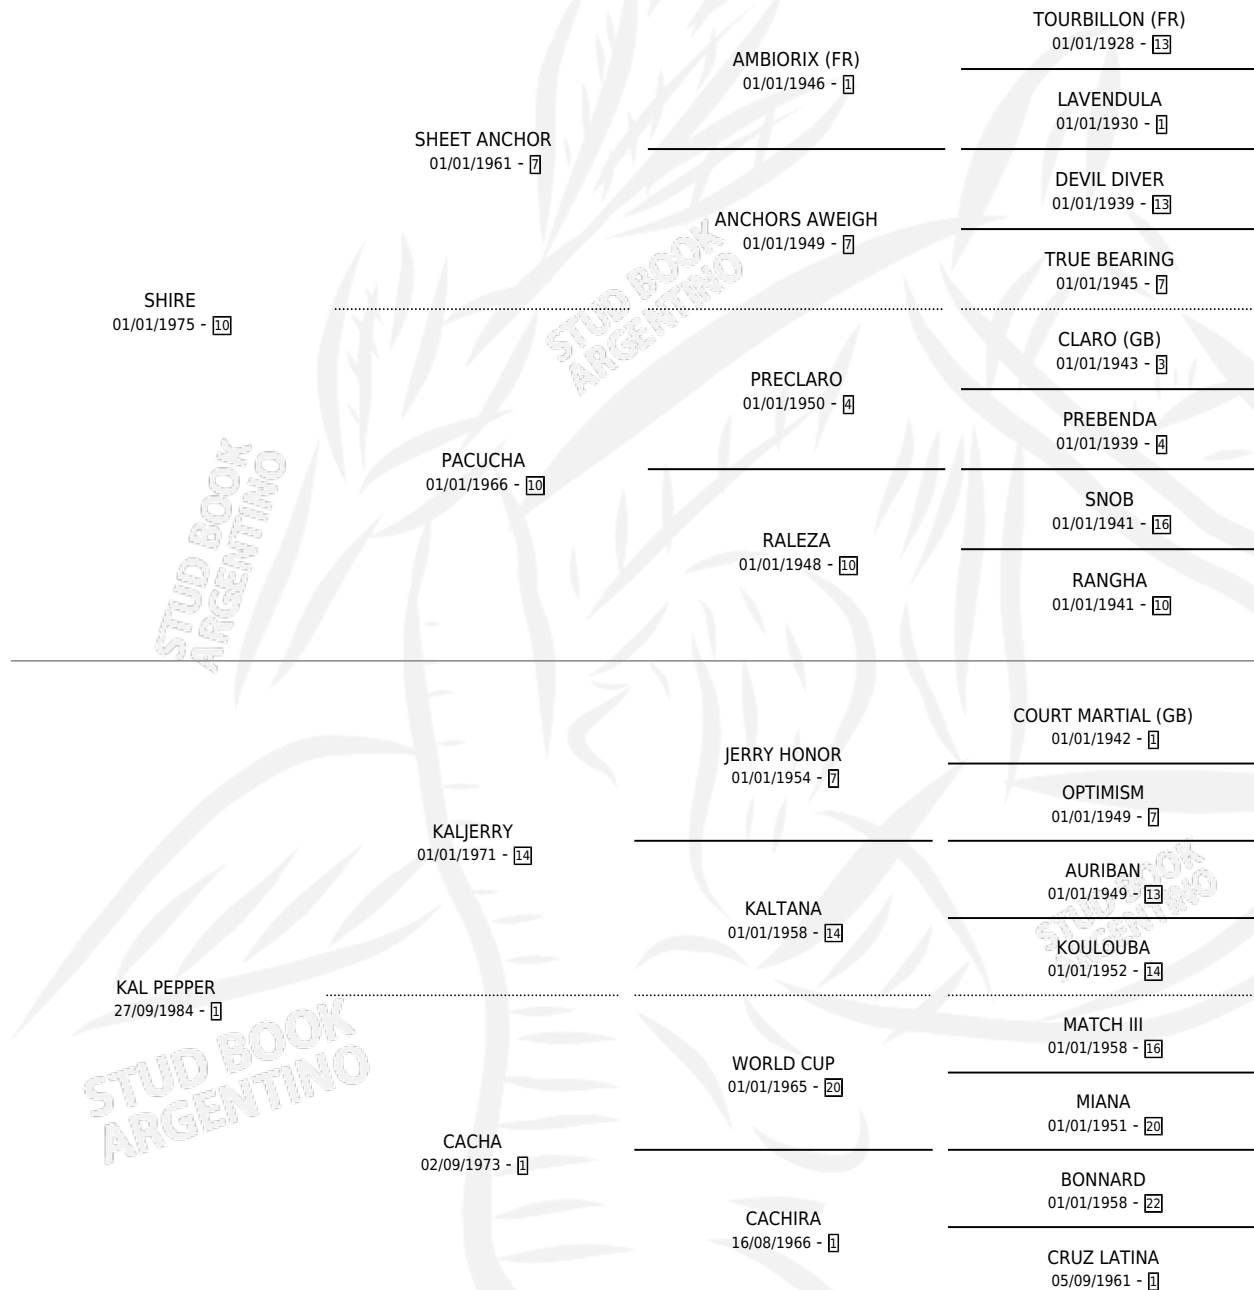 TOURBILLON (FR)
01/01/1928 - 13
AMBIORIX (FR)
01/01/1946 - 1
LAVENDULA
01/01/1930 - 1
SHEET ANCHOR
01/01/1961 - 7
DEVIL DIVER
01/01/1939 - 13
ANCHORS AWEIGH
01/01/1949 - 7
TRUE BEARING
01/01/1945 - 7
SHIRE
01/01/1975 - 10
CLARO (GB)
01/01/1943 - 3
PRECLARO
01/01/1950 - 4
PREBENDA
01/01/1939 - 4
PACUCHA
01/01/1966 - 10
SNOB
01/01/1941 - 16
RALEZA
01/01/1948 - 10
RANGHA
01/01/1941 - 10
COURT MARTIAL (GB)
01/01/1942 - 1
JERRY HONOR
01/01/1954 - 7
OPTIMISM
01/01/1949 - 7
KALJERRY
01/01/1971 - 14
AURIBAN
01/01/1949 - 13
KALTANA
01/01/1958 - 14
KOULOUBA
01/01/1952 - 14
KAL PEPPER
27/09/1984 - 1
MATCH III
01/01/1958 - 16
WORLD CUP
01/01/1965 - 20
MIANA
01/01/1951 - 20
CACHA
02/09/1973 - 1
BONNARD
01/01/1958 - 22
CACHIRA
16/08/1966 - 1
CRUZ LATINA
05/09/1961 - 1
STUD BOOK
ARGENTINO
STUD BOOK
ARGENTINO
STUD BOOK
ARGENTINO
STUD BOOK
ARGENTINO